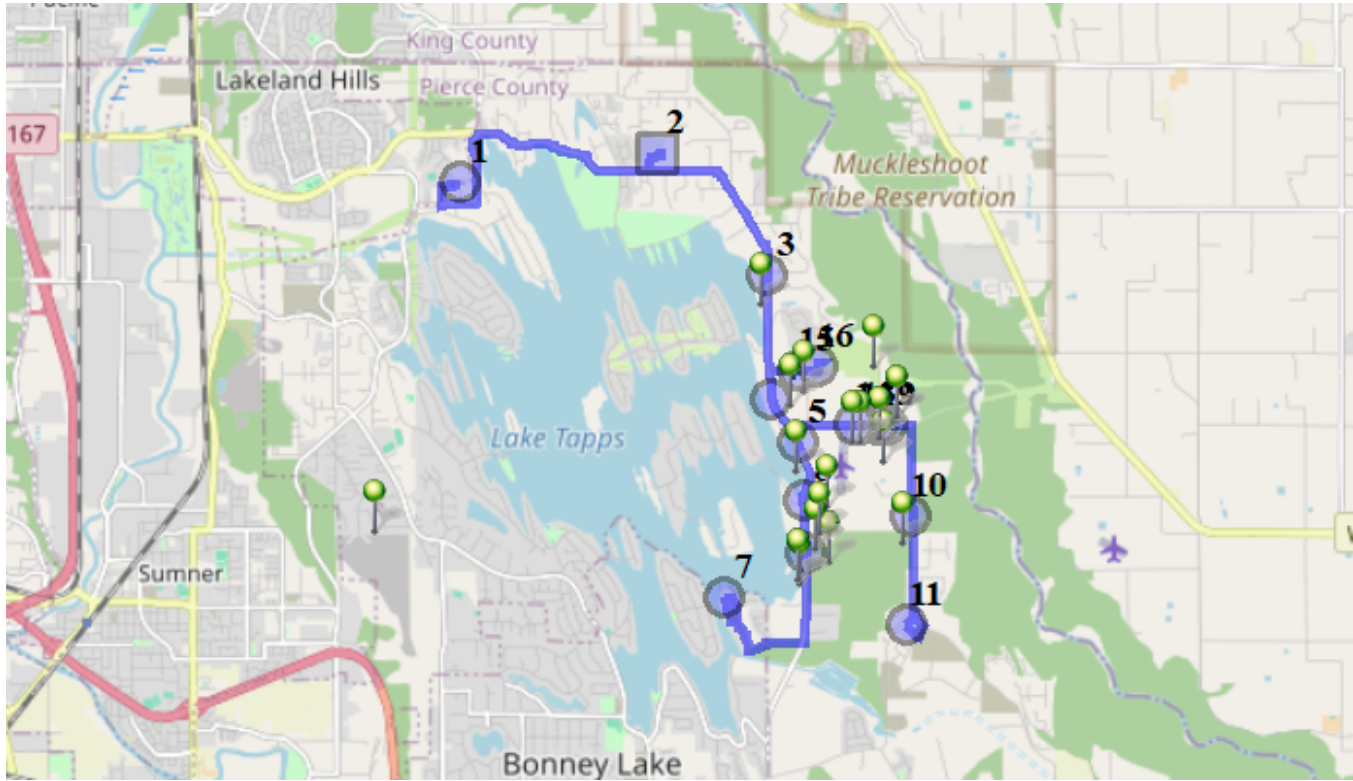 King County
Lakeland Hills
Pierce County
167
2
1
Muckleshoot
Tribe Reservation
3
16
5
Lake Tapps
9
10
Sumner
7
11
Bonney Lake